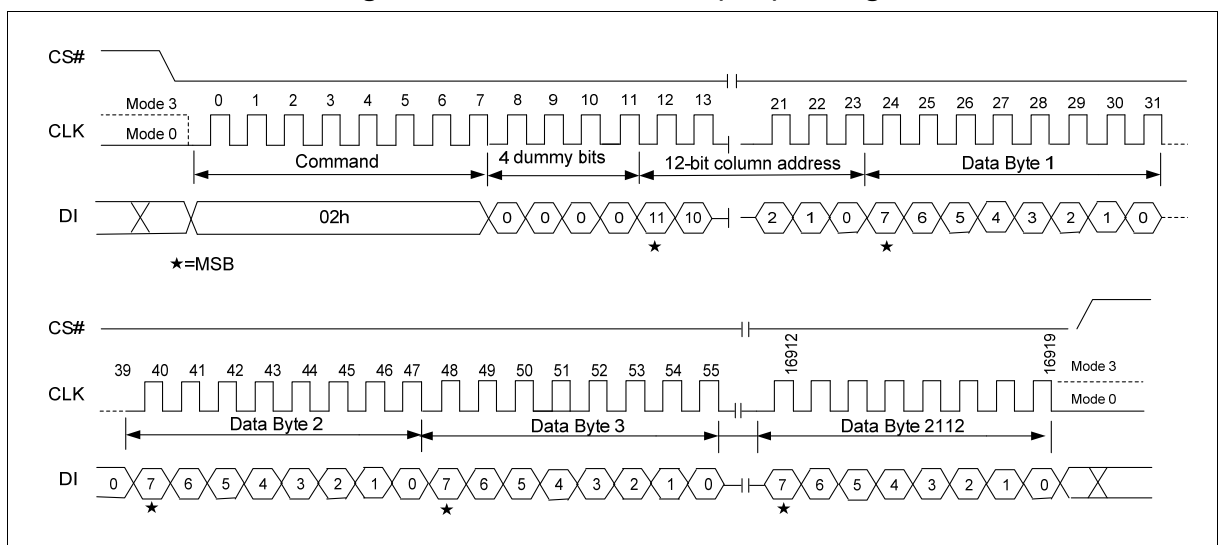 CS#
Mode 3
0 1 2 3 4 5 6 7 8 9 10 11 12 13 21 22 23 24 25 26 27 28 29 30 31
CLK
Mode 0
Command 4 dummy bits 12-bit column address Data Byte 1
DI 02h 0 0 0 0 11 10 2 1 0 7 6 5 4 3 2 1 0
★ ★
★=MSB
CS#
39 40 41 42 43 44 45 46 47 48 49 50 51 52 53 54 55 16912 16919
Mode 3
CLK
Mode 0
Data Byte 2 Data Byte 3 Data Byte 2112
DI 0 7 6 5 4 3 2 1 0 7 6 5 4 3 2 1 0 7 6 5 4 3 2 1 0
★ ★ ★